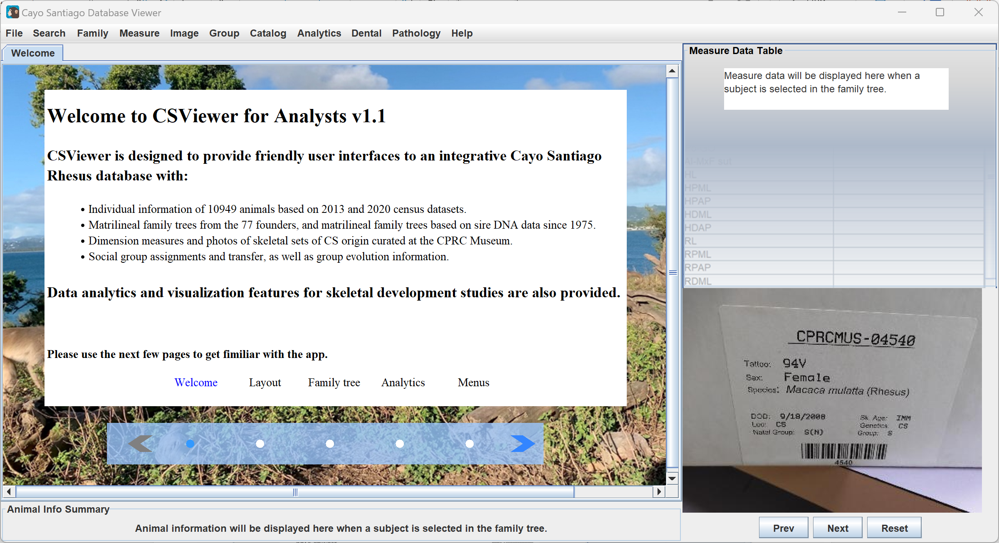 Cayo Santiago Database Viewer
File Search Family Measure Image Group Catalog Analytics Dental Pathology Help
Welcome
Welcome to CSViewer for Analysts v1.1
CSViewer is designed to provide friendly user interfaces to an integrative Cayo Santiago
Rhesus database with:
• Individual information of 10949 animals based on 2013 and 2020 census datasets.
• Matrilineal family trees from the 77 founders, and matrilineal family trees based on sire DNA data since 1975.
• Dimension measures and photos of skeletal sets of CS origin curated at the CPRC Museum.
• Social group assignments and transfer, as well as group evolution information.
Data analytics and visualization features for skeletal development studies are also provided.
Please use the next few pages to get fimiliar with the app.
Welcome Layout Family tree Analytics Menus
Animal Info Summary
Animal information will be displayed here when a subject is selected in the family tree.
Measure Data Table
Measure data will be displayed here when a
subject is selected in the family tree.
Al-MxF sut
HL
HPML
HPAP
HDML
HDAP
RL
RPML
RPAP
RDML
CPRCMUS-04540
Tattoo: 94V
Sex: Female
Species: Macaca mulatta (Rhesus)
DOD: 9/18/2008 Sk. Age: IMM
Loc: CS Genetics CS
Natal Group: S(N) Group: S
4540
Prev Next Reset